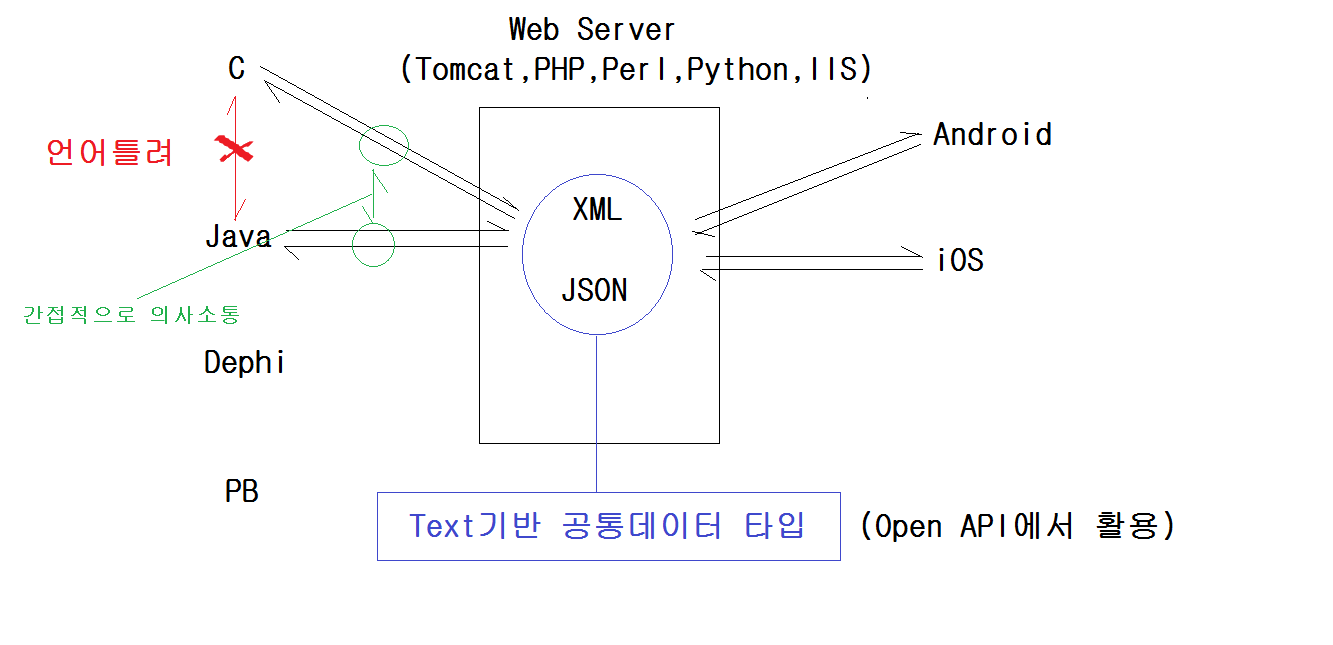 Web Server
(Tomcat,PHP,Perl,Python,IIS)
C
Android
언어틀려
XML
Java
iOS
JSON
간접적으로 의사소통
Dephi
PB
Text기반 공통데이터 타입
(Open API에서 활용)